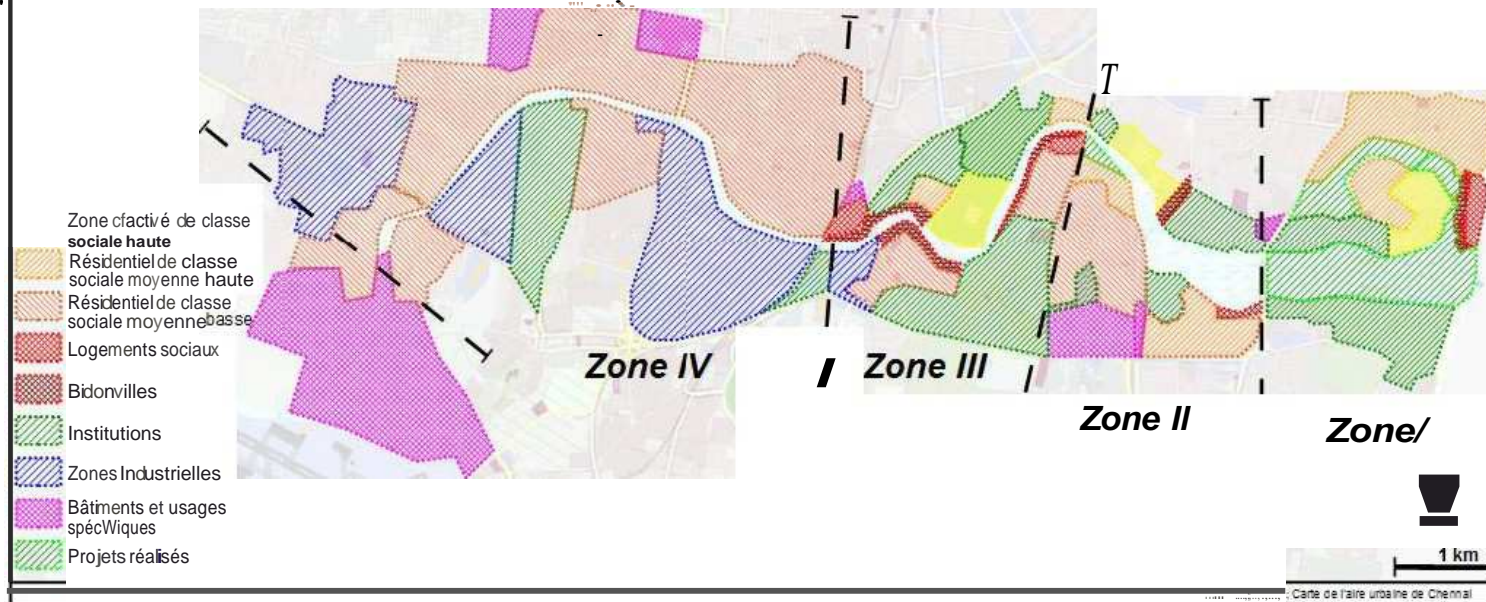 T
Zone cfactivé de classe
sociale haute
Résidentiel de classe
sociale moyenne haute
Résidentiel de classe
sociale moyenne basse
Logements sociaux
Bidonvilles
Institutions
Zones Industrielles
Bâtiments et usages
spécWiques
Projets réalisés
Zone IV
I
Zone III
Zone II
Zone/
1 km
Carte de l'aire urbaine de Chennai